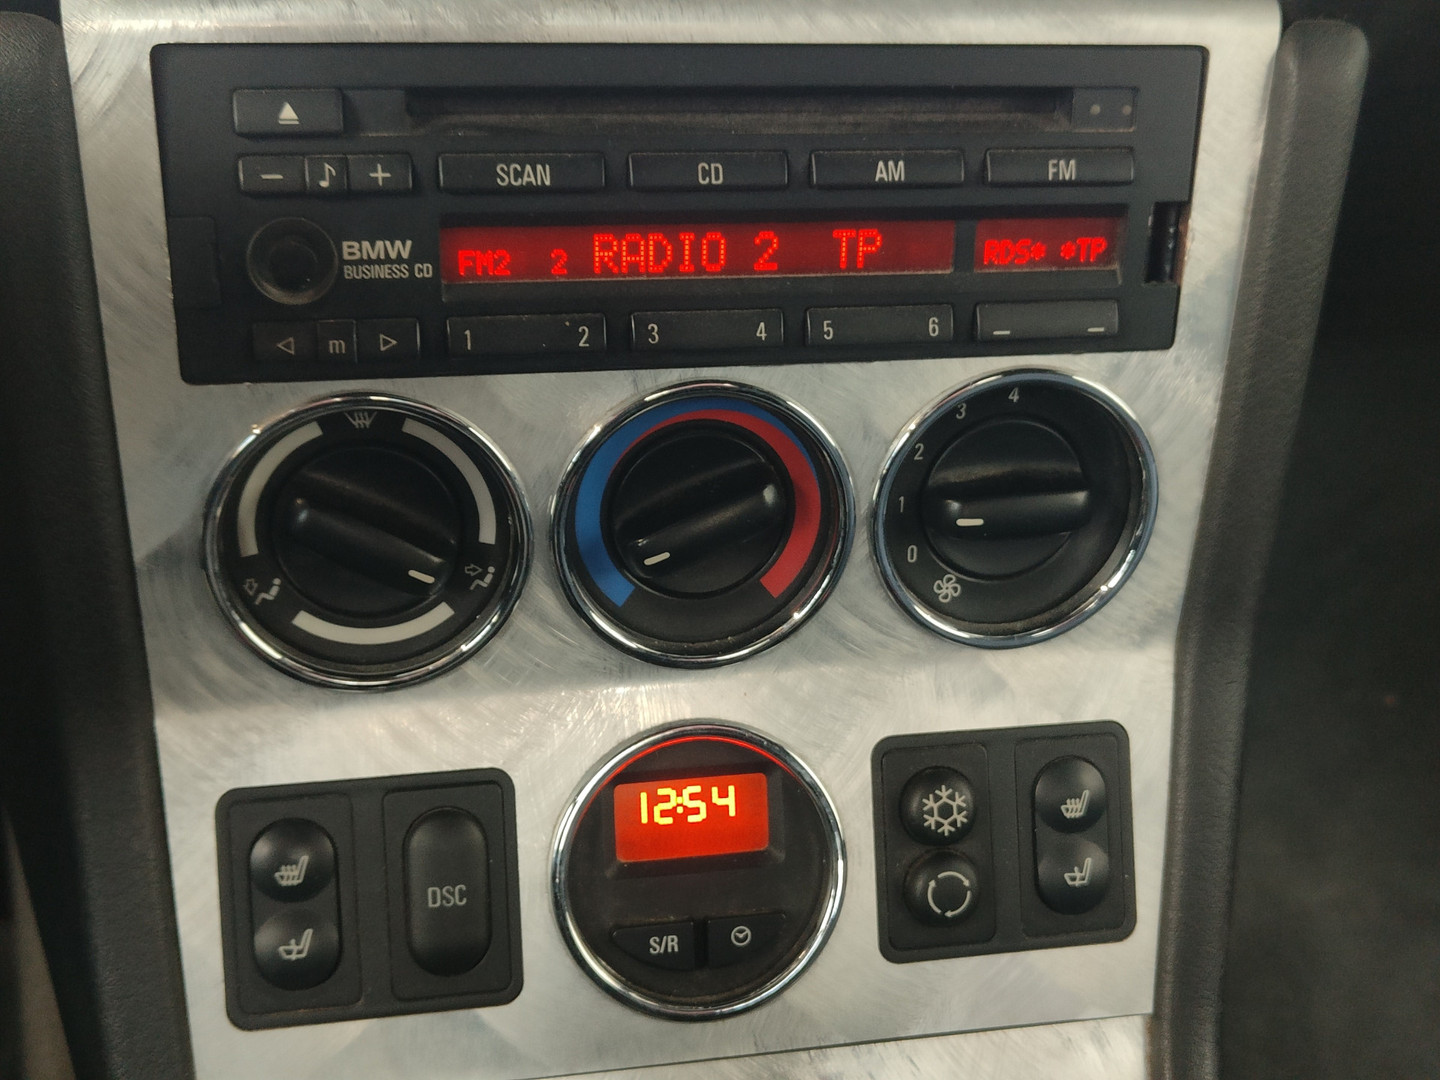 SCAN CD AM FM
BMW
BUSINESS CD
FM2 2 RADIO 2 TP RDS* *TP
m 1 2 3 4 5 6
4
3
2
1
0
12:54
DSC
S/R